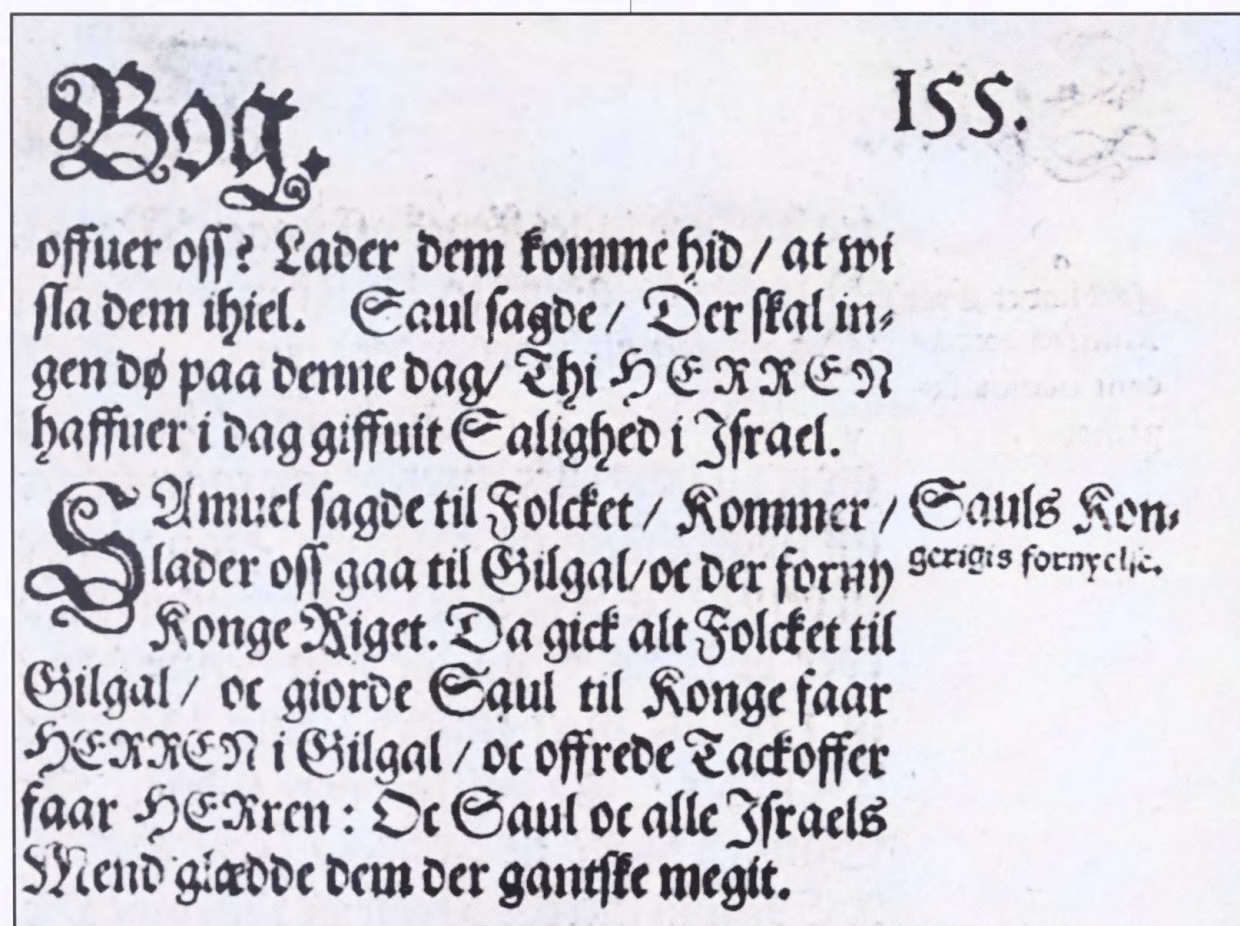 Bog.
155.
offuer oss? Lader dem komme hid / at wi
sla dem ihiel. Saul sagde / Der skal in⸗
gen dø paa denne dag / Thi HERREN
haffuer i dag giffuit Salighed i Israel.
SAmuel sagde til Folcket / Kommer /
lader oss gaa til Gilgal / oc der forny
Konge Riget. Da gick alt Folcket til
Gilgal / oc giorde Saul til Konge faar
HERREN i Gilgal / oc offrede Tackoffer
faar HERren : Oc Saul oc alle Israels
Mend glædde dem der gantske megit.
Sauls Kon⸗
gerigis fornyelse.